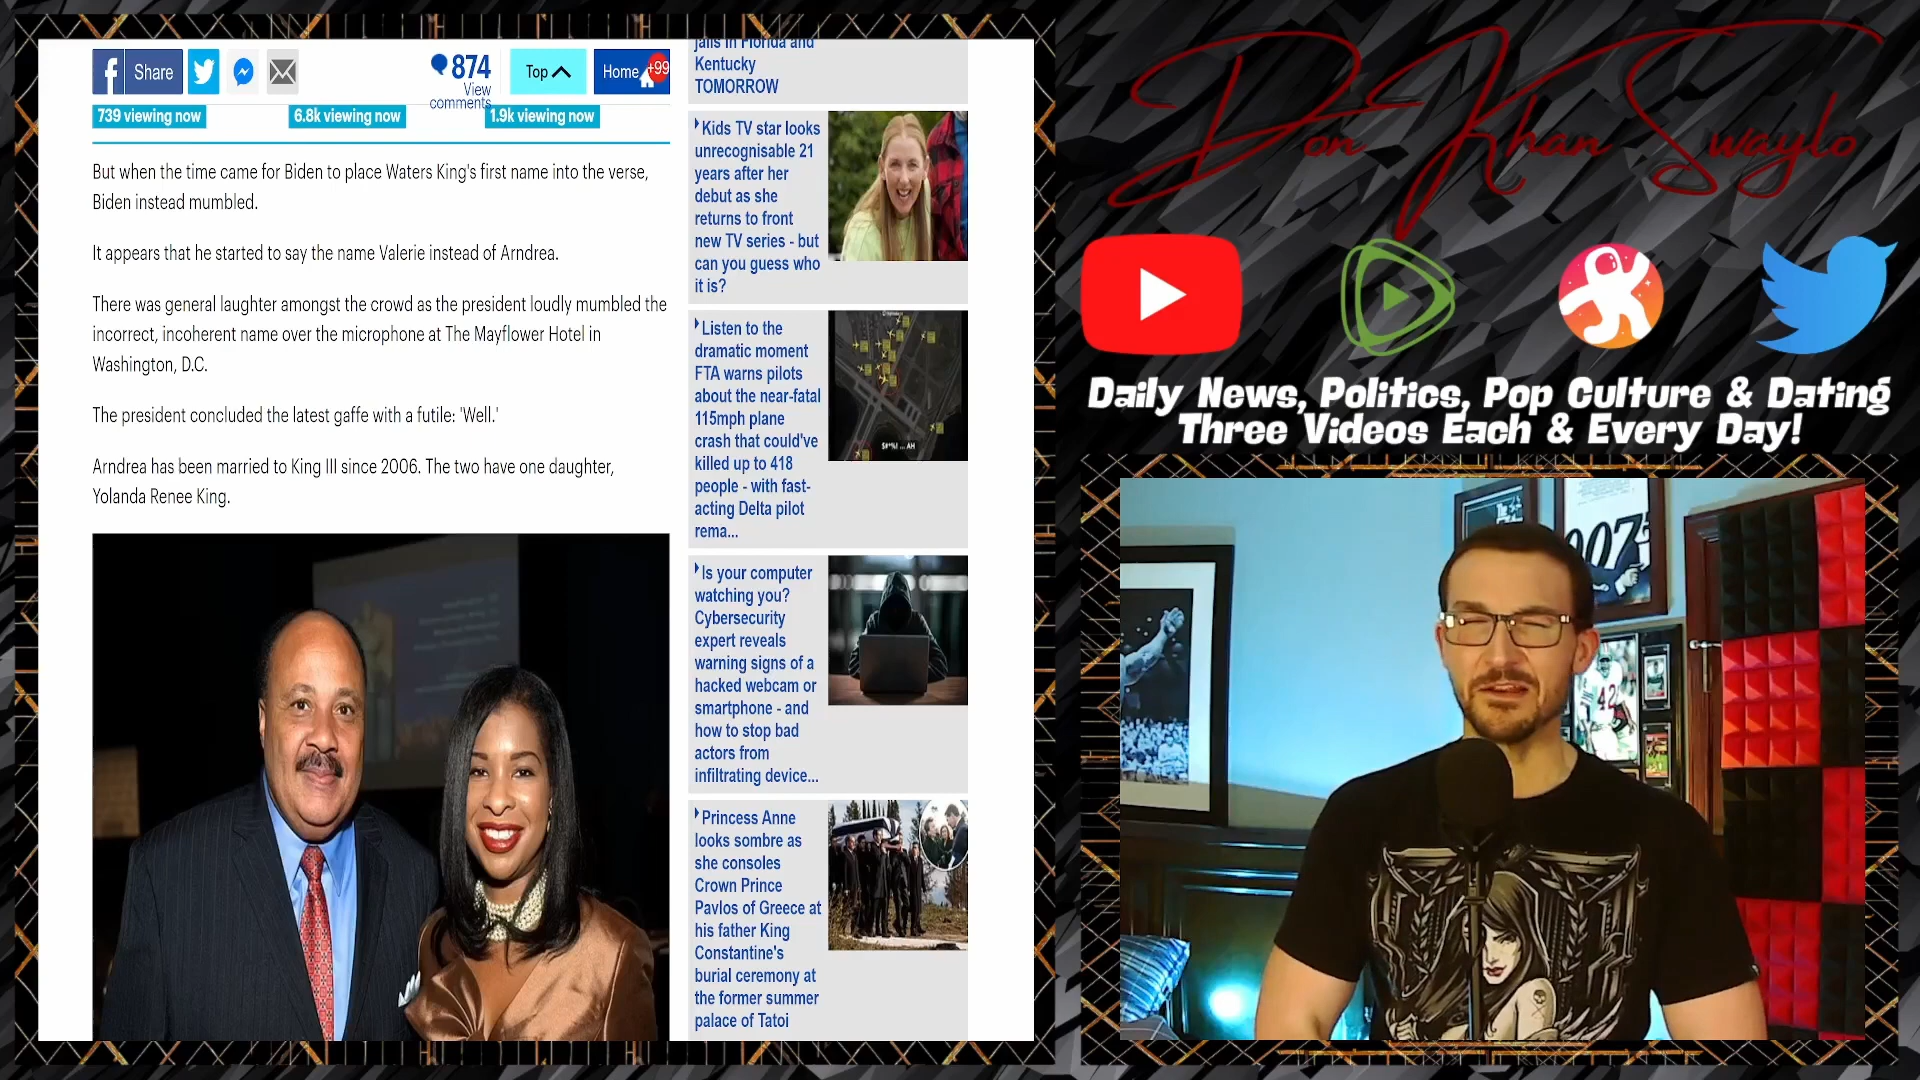 Share
874
View
comments
Top
Home
+99
739 viewing now
6.8k viewing now
1.9k viewing now
But when the time came for Biden to place Waters King's first name into the verse,
Biden instead mumbled.
It appears that he started to say the name Valerie instead of Arndrea.
There was general laughter amongst the crowd as the president loudly mumbled the
incorrect, incoherent name over the microphone at The Mayflower Hotel in
Washington, D.C.
The president concluded the latest gaffe with a futile: 'Well.'
Arndrea has been married to King III since 2006. The two have one daughter,
Yolanda Renee King.
jails in Florida and
Kentucky
TOMORROW
Kids TV star looks
unrecognisable 21
years after her
debut as she
returns to front
new TV series - but
can you guess who
it is?
Listen to the
dramatic moment
FTA warns pilots
about the near-fatal
115mph plane
crash that could've
killed up to 418
people - with fast-
acting Delta pilot
rema...
S#*%! ... AH
Is your computer
watching you?
Cybersecurity
expert reveals
warning signs of a
hacked webcam or
smartphone - and
how to stop bad
actors from
infiltrating device...
Princess Anne
looks sombre as
she consoles
Crown Prince
Pavlos of Greece at
his father King
Constantine's
burial ceremony at
the former summer
palace of Tatoi
Don Khan Swaylo
Daily News, Politics, Pop Culture & Dating
Three Videos Each & Every Day!
007
42